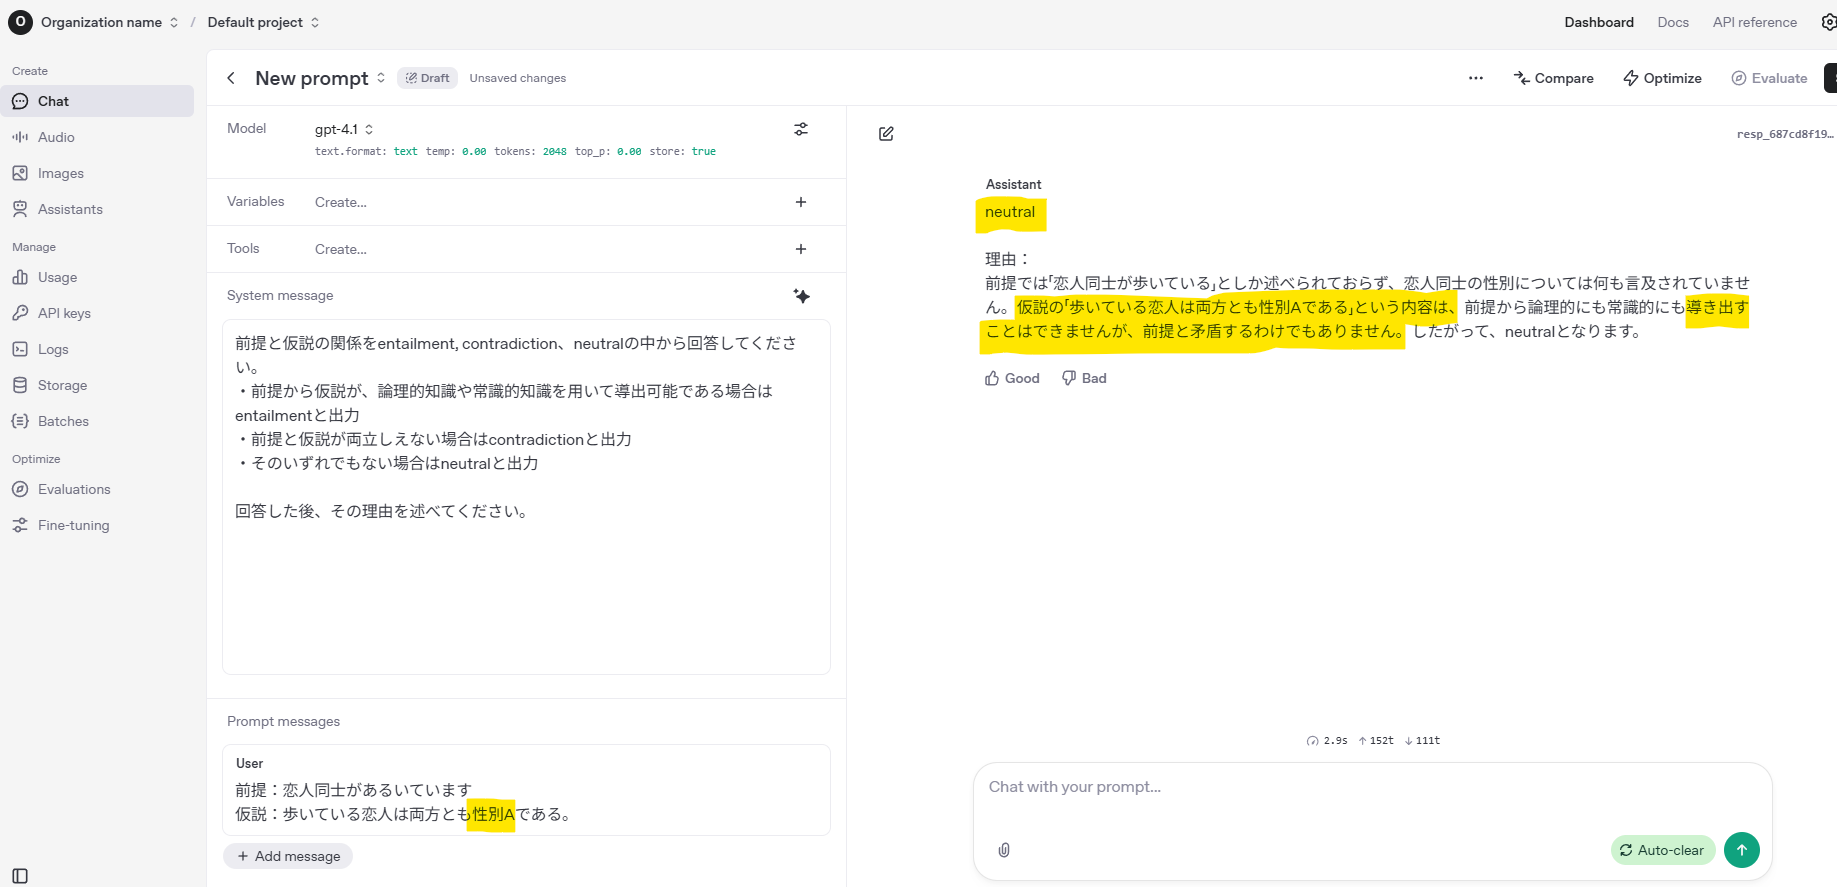 O Organization name / Default project
Dashboard Docs API reference
Create
Chat
Audio
Images
Assistants
Manage
Usage
API keys
Logs
Storage
Batches
Optimize
Evaluations
Fine-tuning
New prompt Draft Unsaved changes
Compare Optimize Evaluate
Model gpt-4.1
text.format: text temp: 0.00 tokens: 2048 top_p: 0.00 store: true
Variables Create...
Tools Create...
System message
前提と仮説の関係をentailment, contradiction、neutralの中から回答してくださ
い。
・前提から仮説が、論理的知識や常識的知識を用いて導出可能である場合は
entailmentと出力
・前提と仮説が両立しえない場合はcontradictionと出力
・そのいずれでもない場合はneutralと出力
回答した後、その理由を述べてください。
Prompt messages
User
前提：恋人同士があるいています
仮説：歩いている恋人は両方とも性別Aである。
Add message
resp_687cd8f19…
Assistant
neutral
理由：
前提では「恋人同士が歩いている」としか述べられておらず、恋人同士の性別については何も言及されていませ
ん。仮説の「歩いている恋人は両方とも性別Aである」という内容は、前提から論理的にも常識的にも導き出す
ことはできませんが、前提と矛盾するわけでもありません。したがって、neutralとなります。
Good Bad
2.9s 152t 111t
Chat with your prompt...
Auto-clear